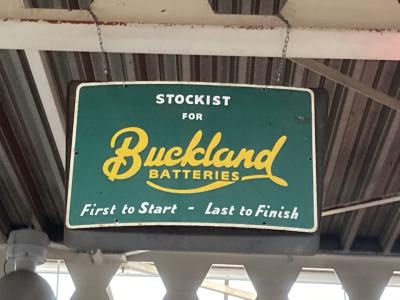 STOCKIST
FOR
Buckland
BATTERIES
First to Start - Last to Finish